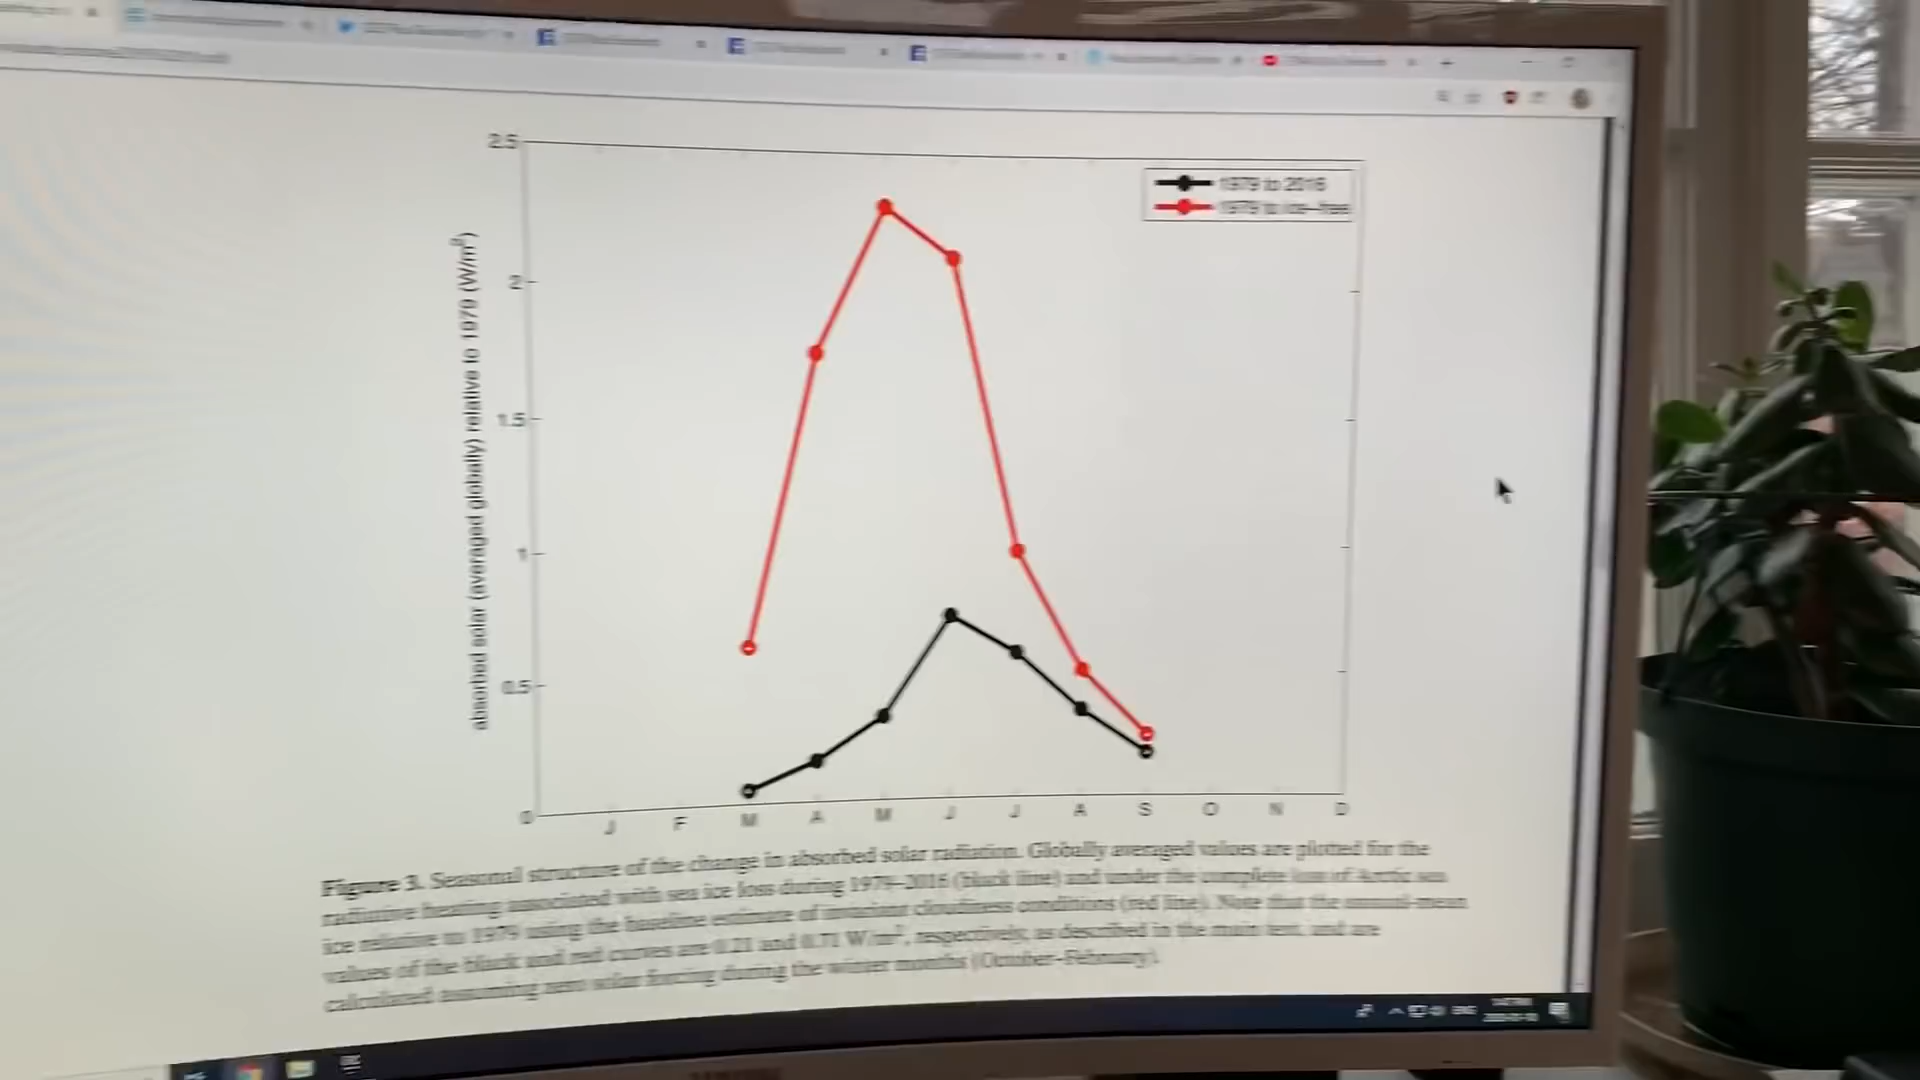 2.5
1979 to 2016
1979 to ice-free
absorbed solar (averaged globally) relative to 1979 (W/m²)
2
1.5
1
0.5
0
J F M A M J J A S O N D
Figure 3. Seasonal structure of the change in absorbed solar radiation. Globally averaged values are plotted for the
radiative heating associated with sea ice loss during 1979–2016 (black line) and under the complete loss of Arctic sea
ice relative to 1979 using the baseline estimate of invariant cloudiness conditions (red line). Note that the annual-mean
values of the black and red curves are 0.21 and 0.71 W/m², respectively, as described in the main text, and are
calculated assuming zero solar forcing during the winter months (October–February).
ENG